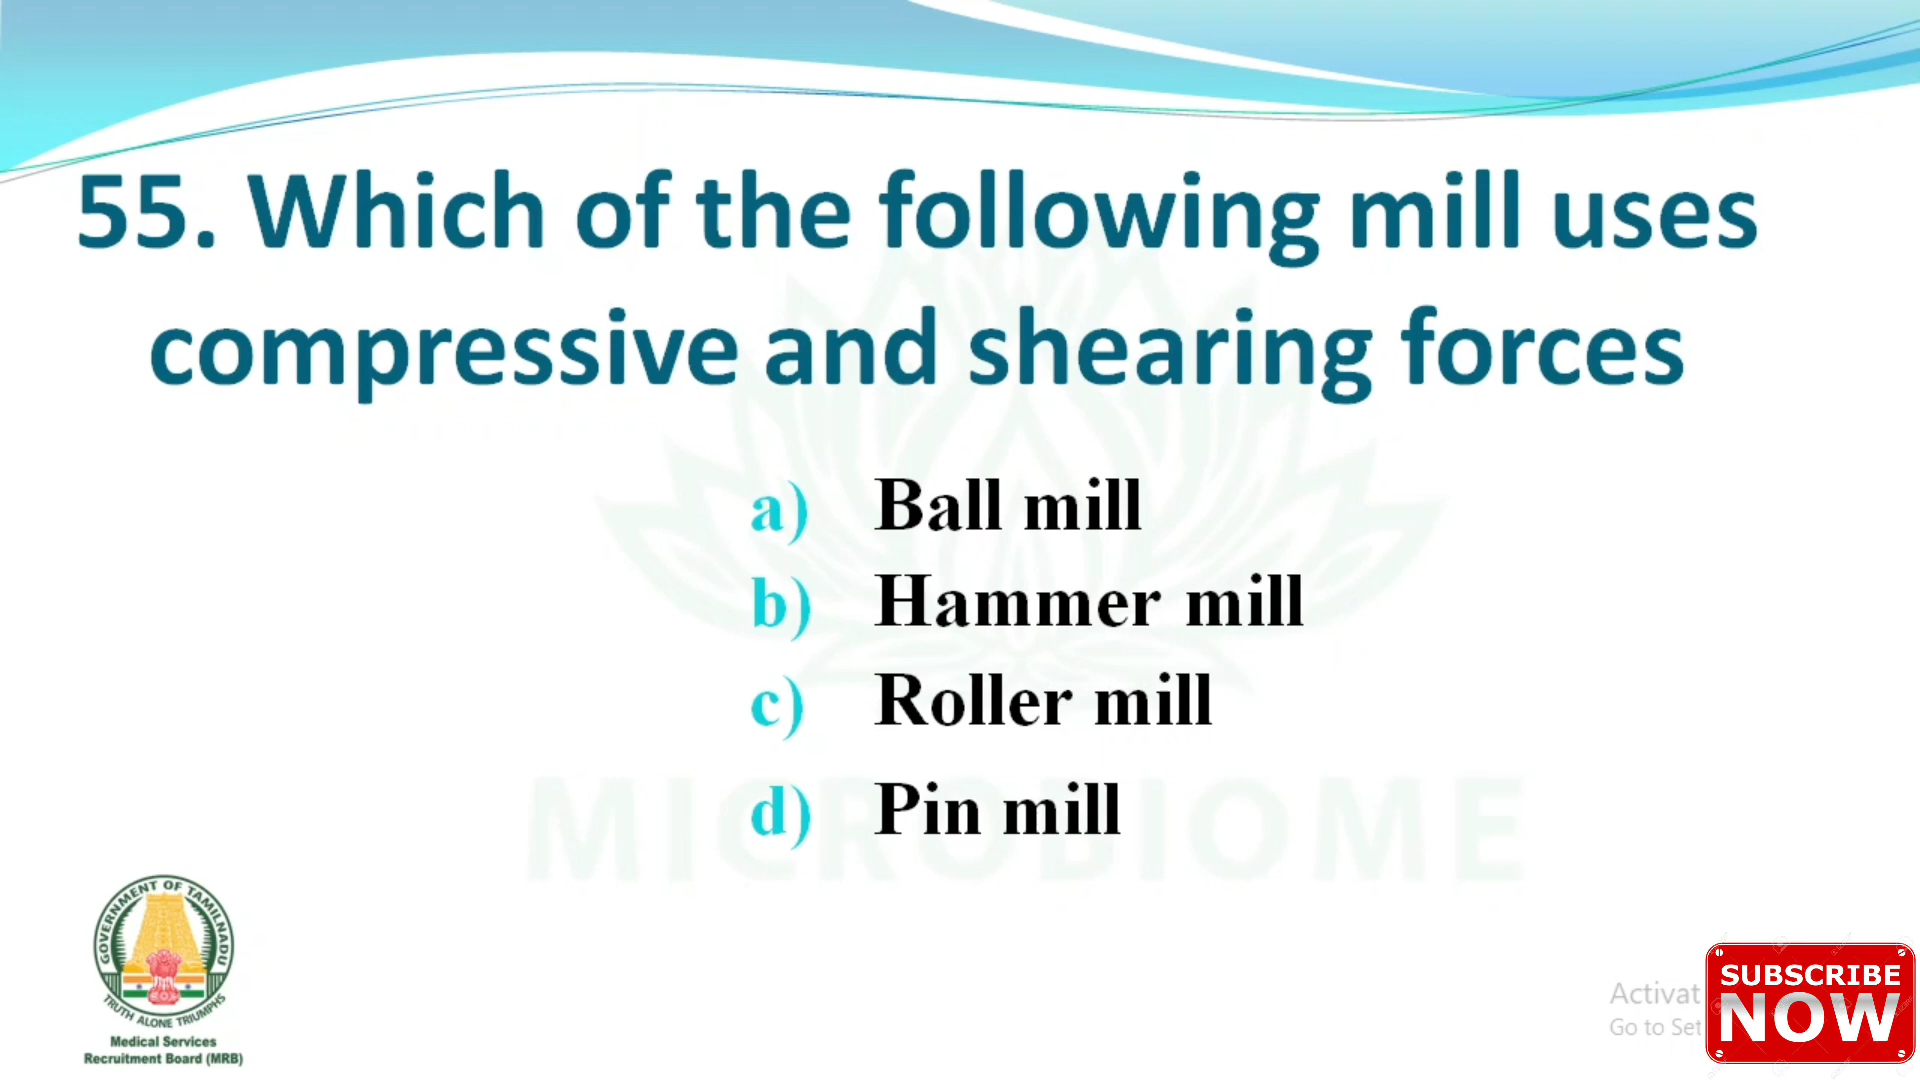 55. Which of the following mill uses
compressive and shearing forces
a) Ball mill
b) Hammer mill
c) Roller mill
d) Pin mill
MICROBIOME
GOVERNMENT OF TAMILNADU
TRUTH ALONE TRIUMPHS
Medical Services
Recruitment Board (MRB)
Activat
Go to Set
SUBSCRIBE
NOW